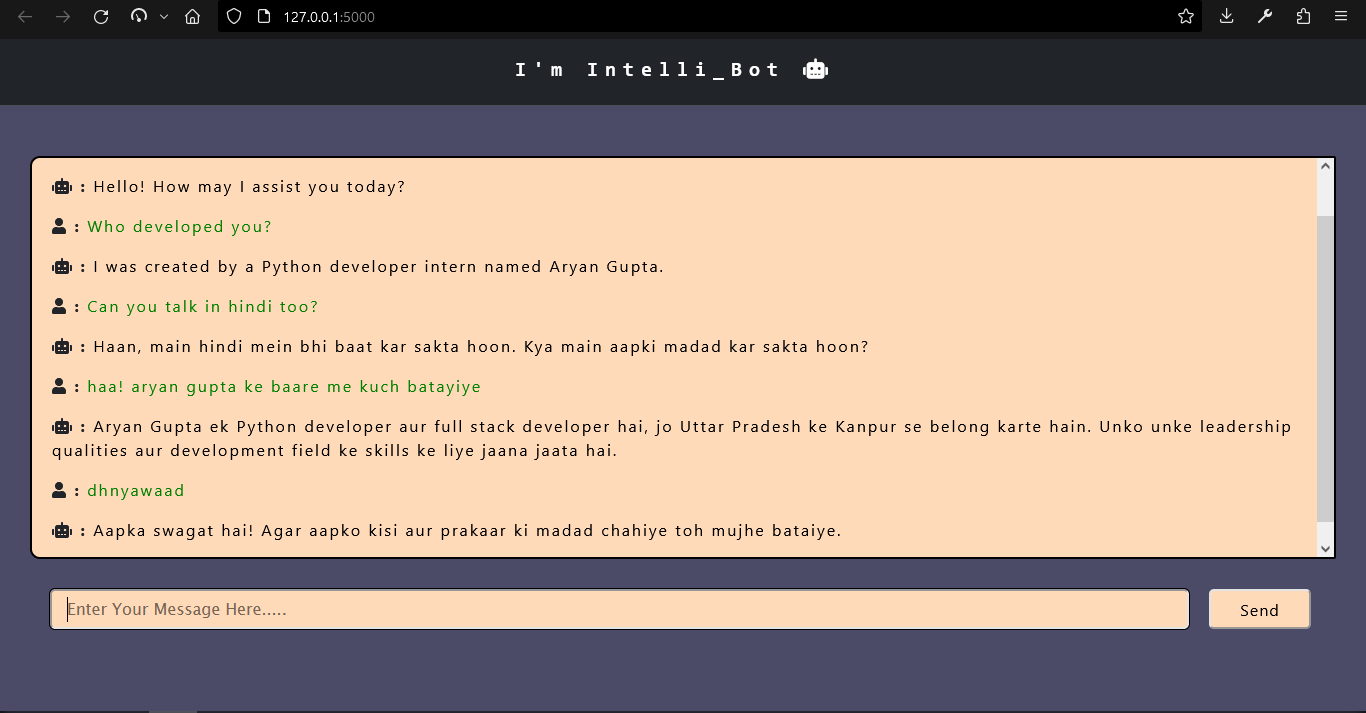 127.0.0.1:5000
I'm Intelli_Bot
: Hello! How may I assist you today?
: Who developed you?
: I was created by a Python developer intern named Aryan Gupta.
: Can you talk in hindi too?
: Haan, main hindi mein bhi baat kar sakta hoon. Kya main aapki madad kar sakta hoon?
: haa! aryan gupta ke baare me kuch batayiye
: Aryan Gupta ek Python developer aur full stack developer hai, jo Uttar Pradesh ke Kanpur se belong karte hain. Unko unke leadership
qualities aur development field ke skills ke liye jaana jaata hai.
: dhnyawaad
: Aapka swagat hai! Agar aapko kisi aur prakaar ki madad chahiye toh mujhe bataiye.
Enter Your Message Here.....
Send